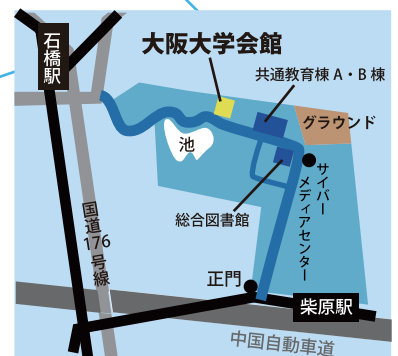 石橋駅
大阪大学会館
共通教育棟 A・B 棟
グラウンド
池
サイバー
メディアセンター
総合図書館
国道176号線
正門
柴原駅
中国自動車道